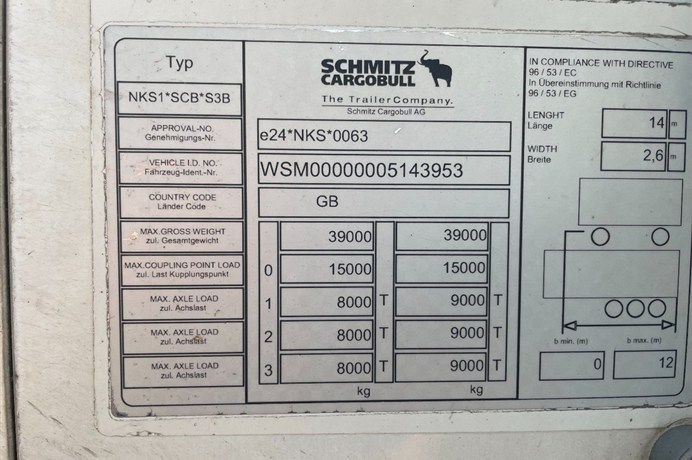 Typ
NKS1*SCB*S3B
SCHMITZ
CARGOBULL
The TrailerCompany.
Schmitz Cargobull AG
APPROVAL-NO.
Genehmigungs-Nr.
e24*NKS*0063
VEHICLE I.D. NO.
Fahrzeug-Ident.-Nr.
WSM00000005143953
COUNTRY CODE
Länder Code
GB
MAX.GROSS WEIGHT
zul. Gesamtgewicht
39000 39000
MAX.COUPLING POINT LOAD
zul. Last Kupplungspunkt
0 15000 15000
MAX. AXLE LOAD
zul. Achslast
1 8000 T 9000 T
MAX. AXLE LOAD
zul. Achslast
2 8000 T 9000 T
MAX. AXLE LOAD
zul. Achslast
3 8000 T 9000 T
kg kg
IN COMPLIANCE WITH DIRECTIVE
96 / 53 / EC
In Übereinstimmung mit Richtlinie
96 / 53 / EG
LENGHT
Länge
14 m
WIDTH
Breite
2,6 m
b min. (m) b max. (m)
0 12